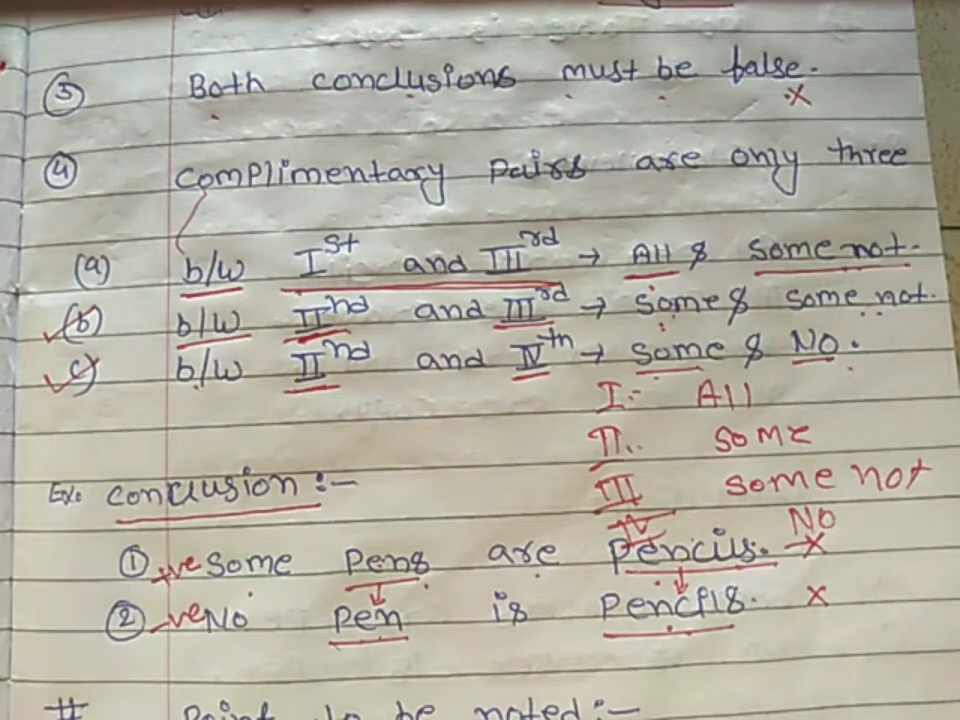 ③ Both conclusions must be false. ×
④ Complimentary pairs are only three
(a) b/w Ist and IIIrd → All & some not.
(b) b/w IInd and IIIrd → some & some not.
c) b/w IInd and IVth → some & No.
I:- All
II.. some
III some not
IV No
Ex. conclusion :-
① +ve some pens are pencils. ×
② -ve No pen is pencils. ×
# Point to be noted :-